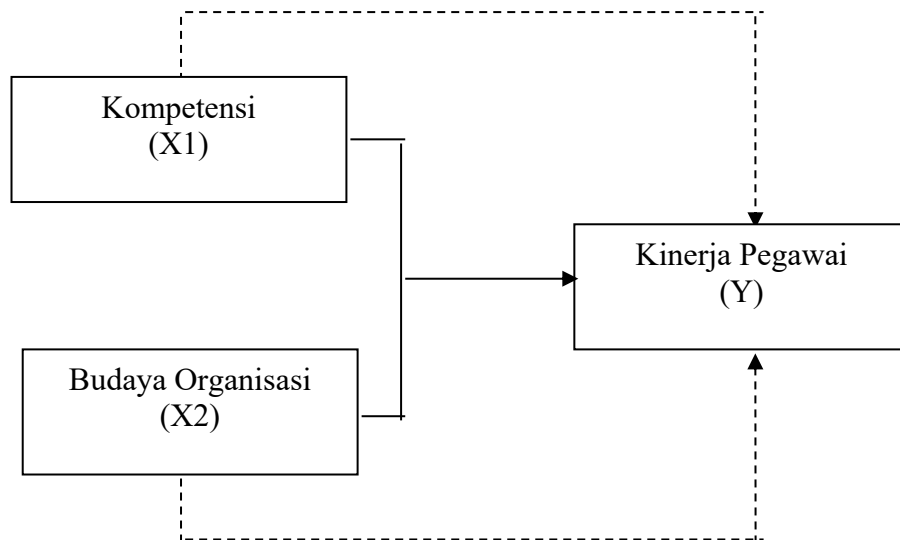 Kompetensi
(X1)
Kinerja Pegawai
(Y)
Budaya Organisasi
(X2)